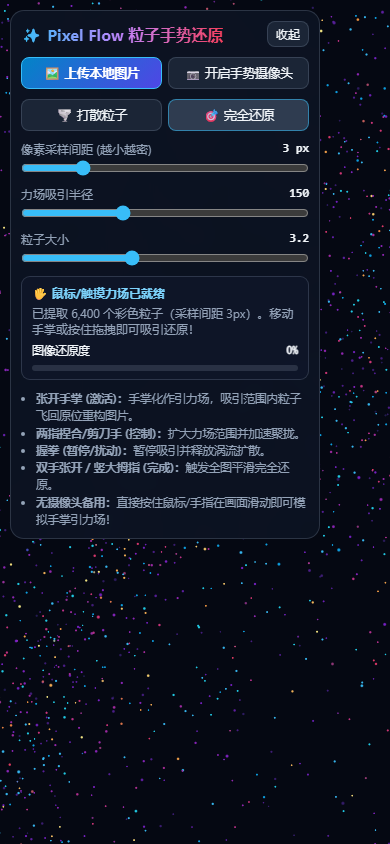 ✨ Pixel Flow 粒子手势还原
收起
🖼️ 上传本地图片
📷 开启手势摄像头
🌪️ 打散粒子
🎯 完全还原
像素采样间距 (越小越密)
3 px
力场吸引半径
150
粒子大小
3.2
🖐️ 鼠标/触摸力场已就绪
已提取 6,400 个彩色粒子（采样间距 3px）。移动
手掌或按住拖拽即可吸引还原！
图像还原度
0%
• 张开手掌 (激活)：手掌化作引力场，吸引范围内粒子
飞回原位重构图片。
• 两指捏合/剪刀手 (控制)：扩大力场范围并加速聚拢。
• 握拳 (暂停/扰动)：暂停吸引并释放涡流扩散。
• 双手张开 / 竖大拇指 (完成)：触发全图平滑完全还
原。
• 无摄像头备用：直接按住鼠标/手指在画面滑动即可模
拟手掌引力场！